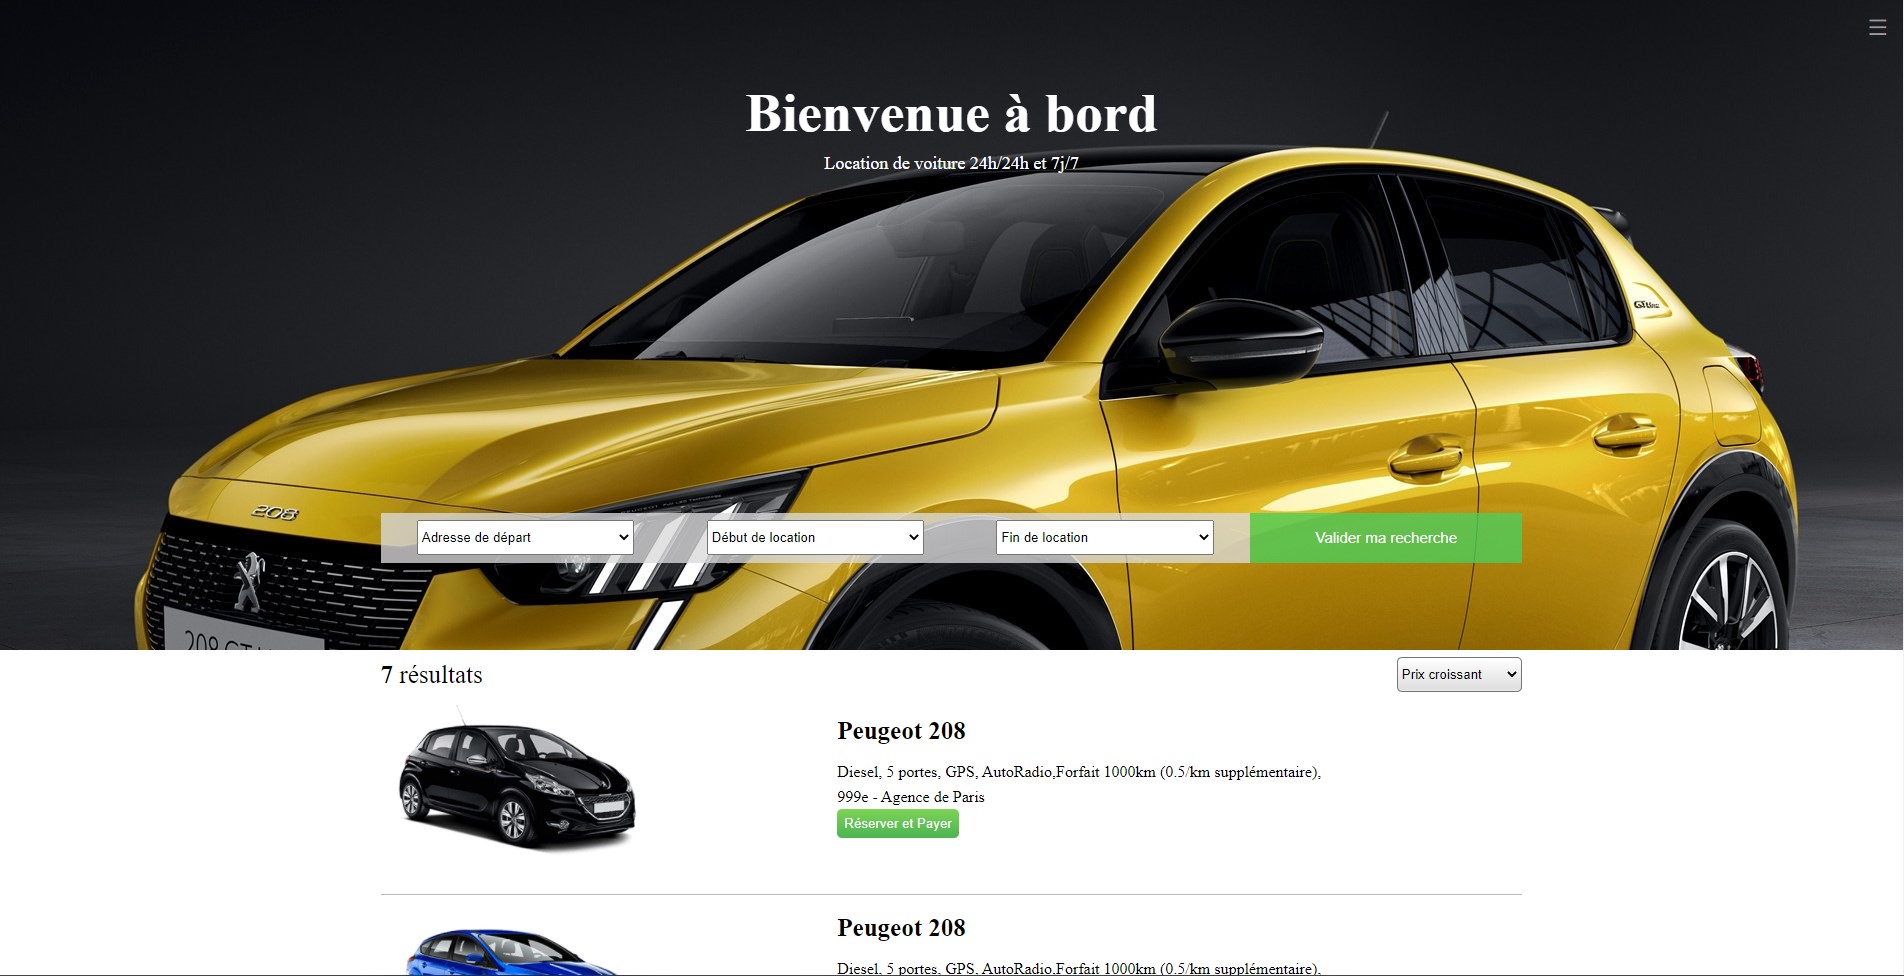 Bienvenue à bord
Location de voiture 24h/24h et 7j/7
GT Line
208
Adresse de départ
Début de location
Fin de location
Valider ma recherche
7 résultats
Prix croissant
Peugeot 208
Diesel, 5 portes, GPS, AutoRadio,Forfait 1000km (0.5/km supplémentaire),
999e - Agence de Paris
Réserver et Payer
Peugeot 208
Diesel, 5 portes, GPS, AutoRadio,Forfait 1000km (0.5/km supplémentaire),